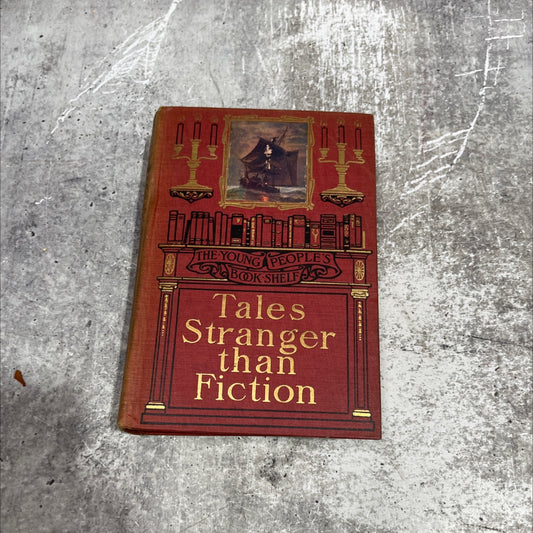 THE YOUNG PEOPLE'S
BOOK-SHELF
Tales
Stranger
than
Fiction